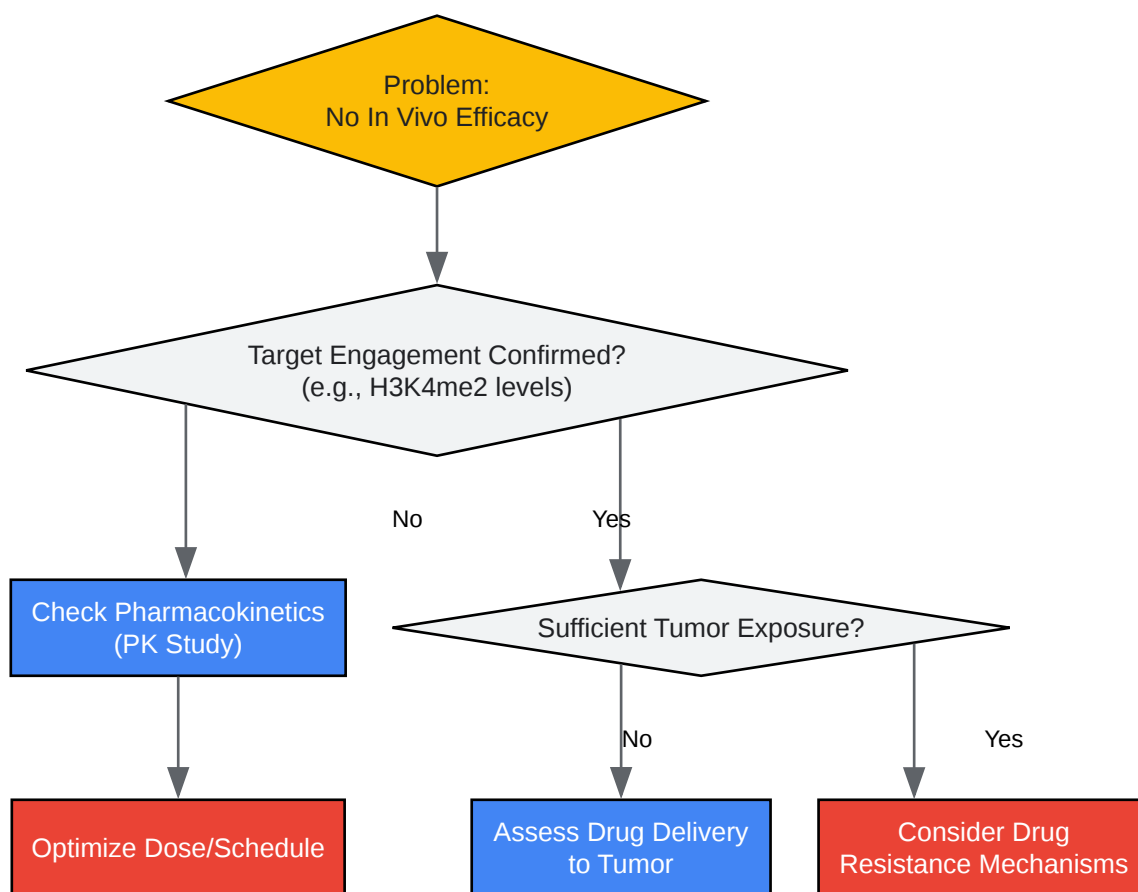 Problem:
No In Vivo Efficacy
Target Engagement Confirmed?
(e.g., H3K4me2 levels)
No
Yes
Check Pharmacokinetics
(PK Study)
Sufficient Tumor Exposure?
No
Yes
Optimize Dose/Schedule
Assess Drug Delivery
to Tumor
Consider Drug
Resistance Mechanisms